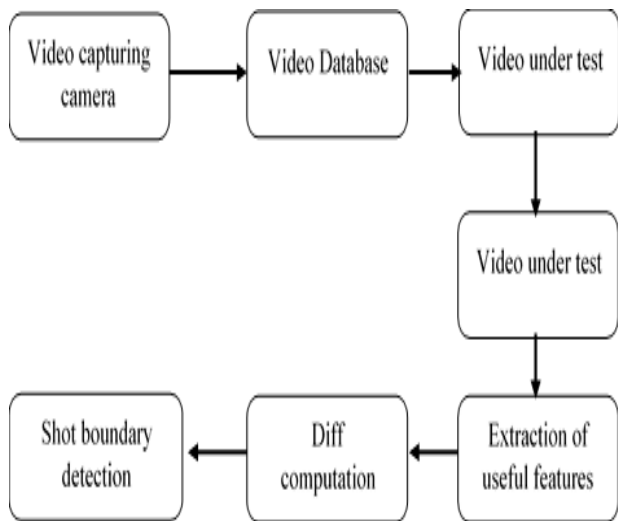 Video capturing
camera
Video Database
Video under test
Video under test
Extraction of
useful features
Diff
computation
Shot boundary
detection